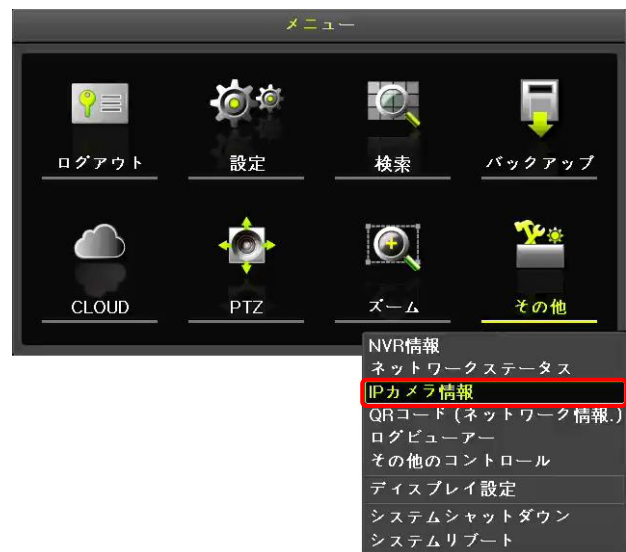 メニュー
ログアウト 設定 検索 バックアップ
CLOUD PTZ ズーム その他
NVR情報
ネットワークステータス
IPカメラ情報
QRコード (ネットワーク情報.)
ログビューアー
その他のコントロール
ディスプレイ設定
システムシャットダウン
システムリブート